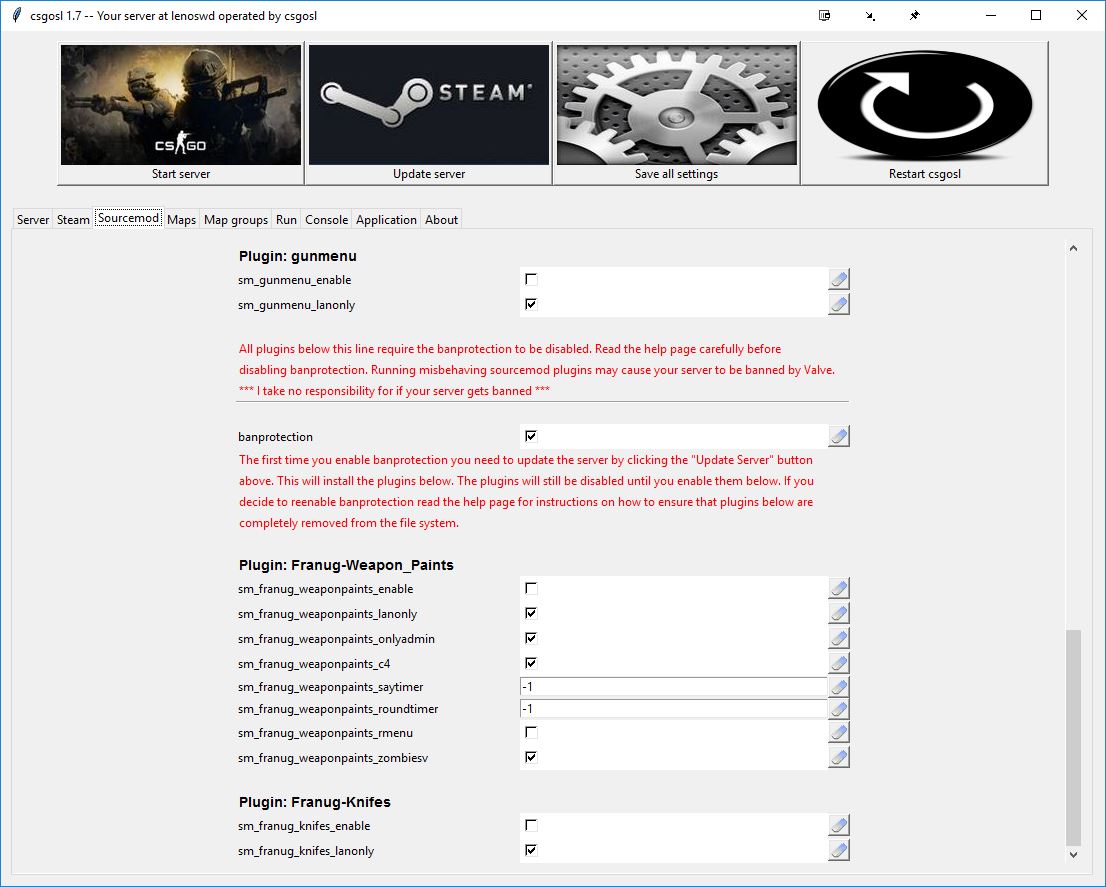 csgosl 1.7 -- Your server at lenoswd operated by csgosl
CS GO
STEAM
Start server
Update server
Save all settings
Restart csgosl
Server Steam Sourcemod Maps Map groups Run Console Application About
Plugin: gunmenu
sm_gunmenu_enable
sm_gunmenu_lanonly
All plugins below this line require the banprotection to be disabled. Read the help page carefully before
disabling banprotection. Running misbehaving sourcemod plugins may cause your server to be banned by Valve.
*** I take no responsibility for if your server gets banned ***
banprotection
The first time you enable banprotection you need to update the server by clicking the "Update Server" button
above. This will install the plugins below. The plugins will still be disabled until you enable them below. If you
decide to reenable banprotection read the help page for instructions on how to ensure that plugins below are
completely removed from the file system.
Plugin: Franug-Weapon_Paints
sm_franug_weaponpaints_enable
sm_franug_weaponpaints_lanonly
sm_franug_weaponpaints_onlyadmin
sm_franug_weaponpaints_c4
sm_franug_weaponpaints_saytimer -1
sm_franug_weaponpaints_roundtimer -1
sm_franug_weaponpaints_rmenu
sm_franug_weaponpaints_zombiesv
Plugin: Franug-Knifes
sm_franug_knifes_enable
sm_franug_knifes_lanonly